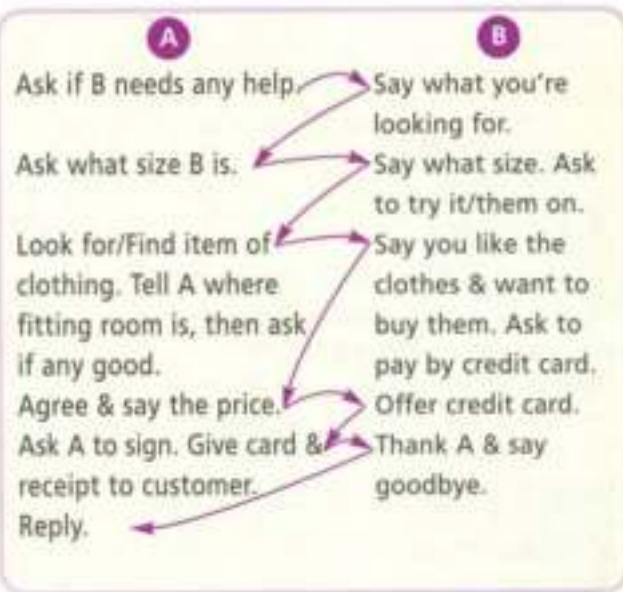 A
B
Ask if B needs any help.
Say what you're
looking for.
Ask what size B is.
Say what size. Ask
to try it/them on.
Look for/Find item of
clothing. Tell A where
fitting room is, then ask
if any good.
Say you like the
clothes & want to
buy them. Ask to
pay by credit card.
Agree & say the price.
Offer credit card.
Ask A to sign. Give card &
receipt to customer.
Thank A & say
goodbye.
Reply.